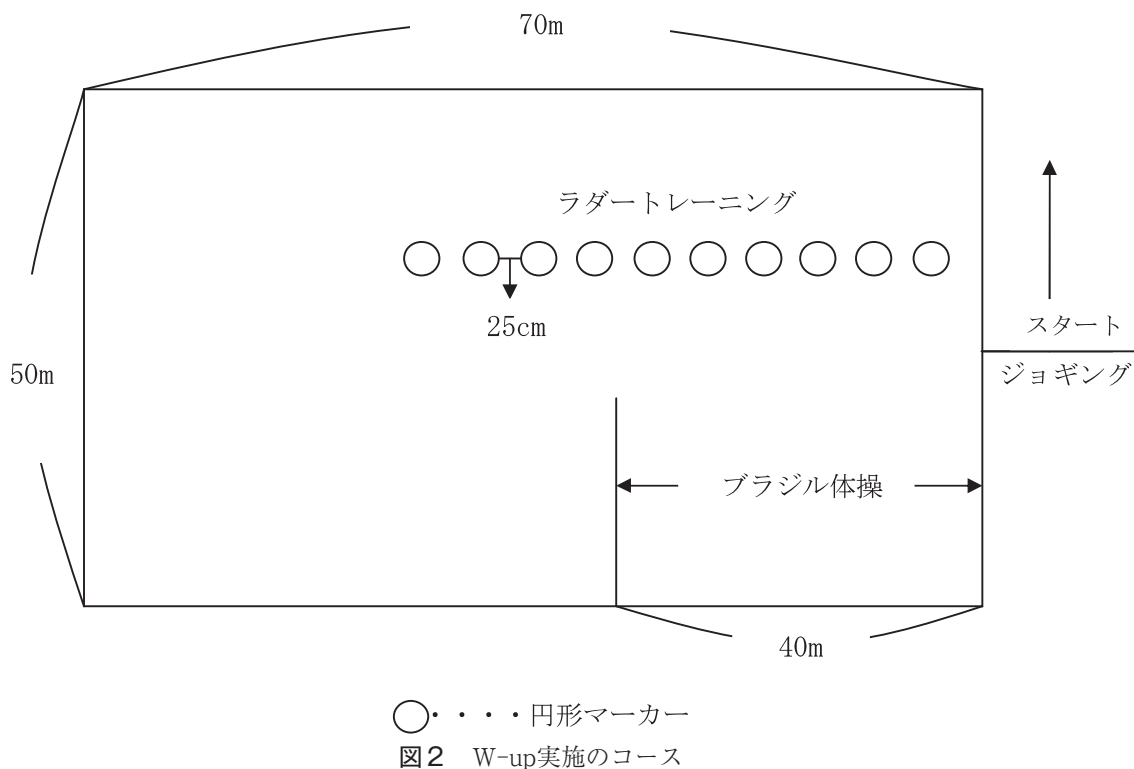 70m
ラダートレーニング
25cm
スタート
ジョギング
50m
ブラジル体操
40m
○・・・・円形マーカー
図2 W-up実施のコース